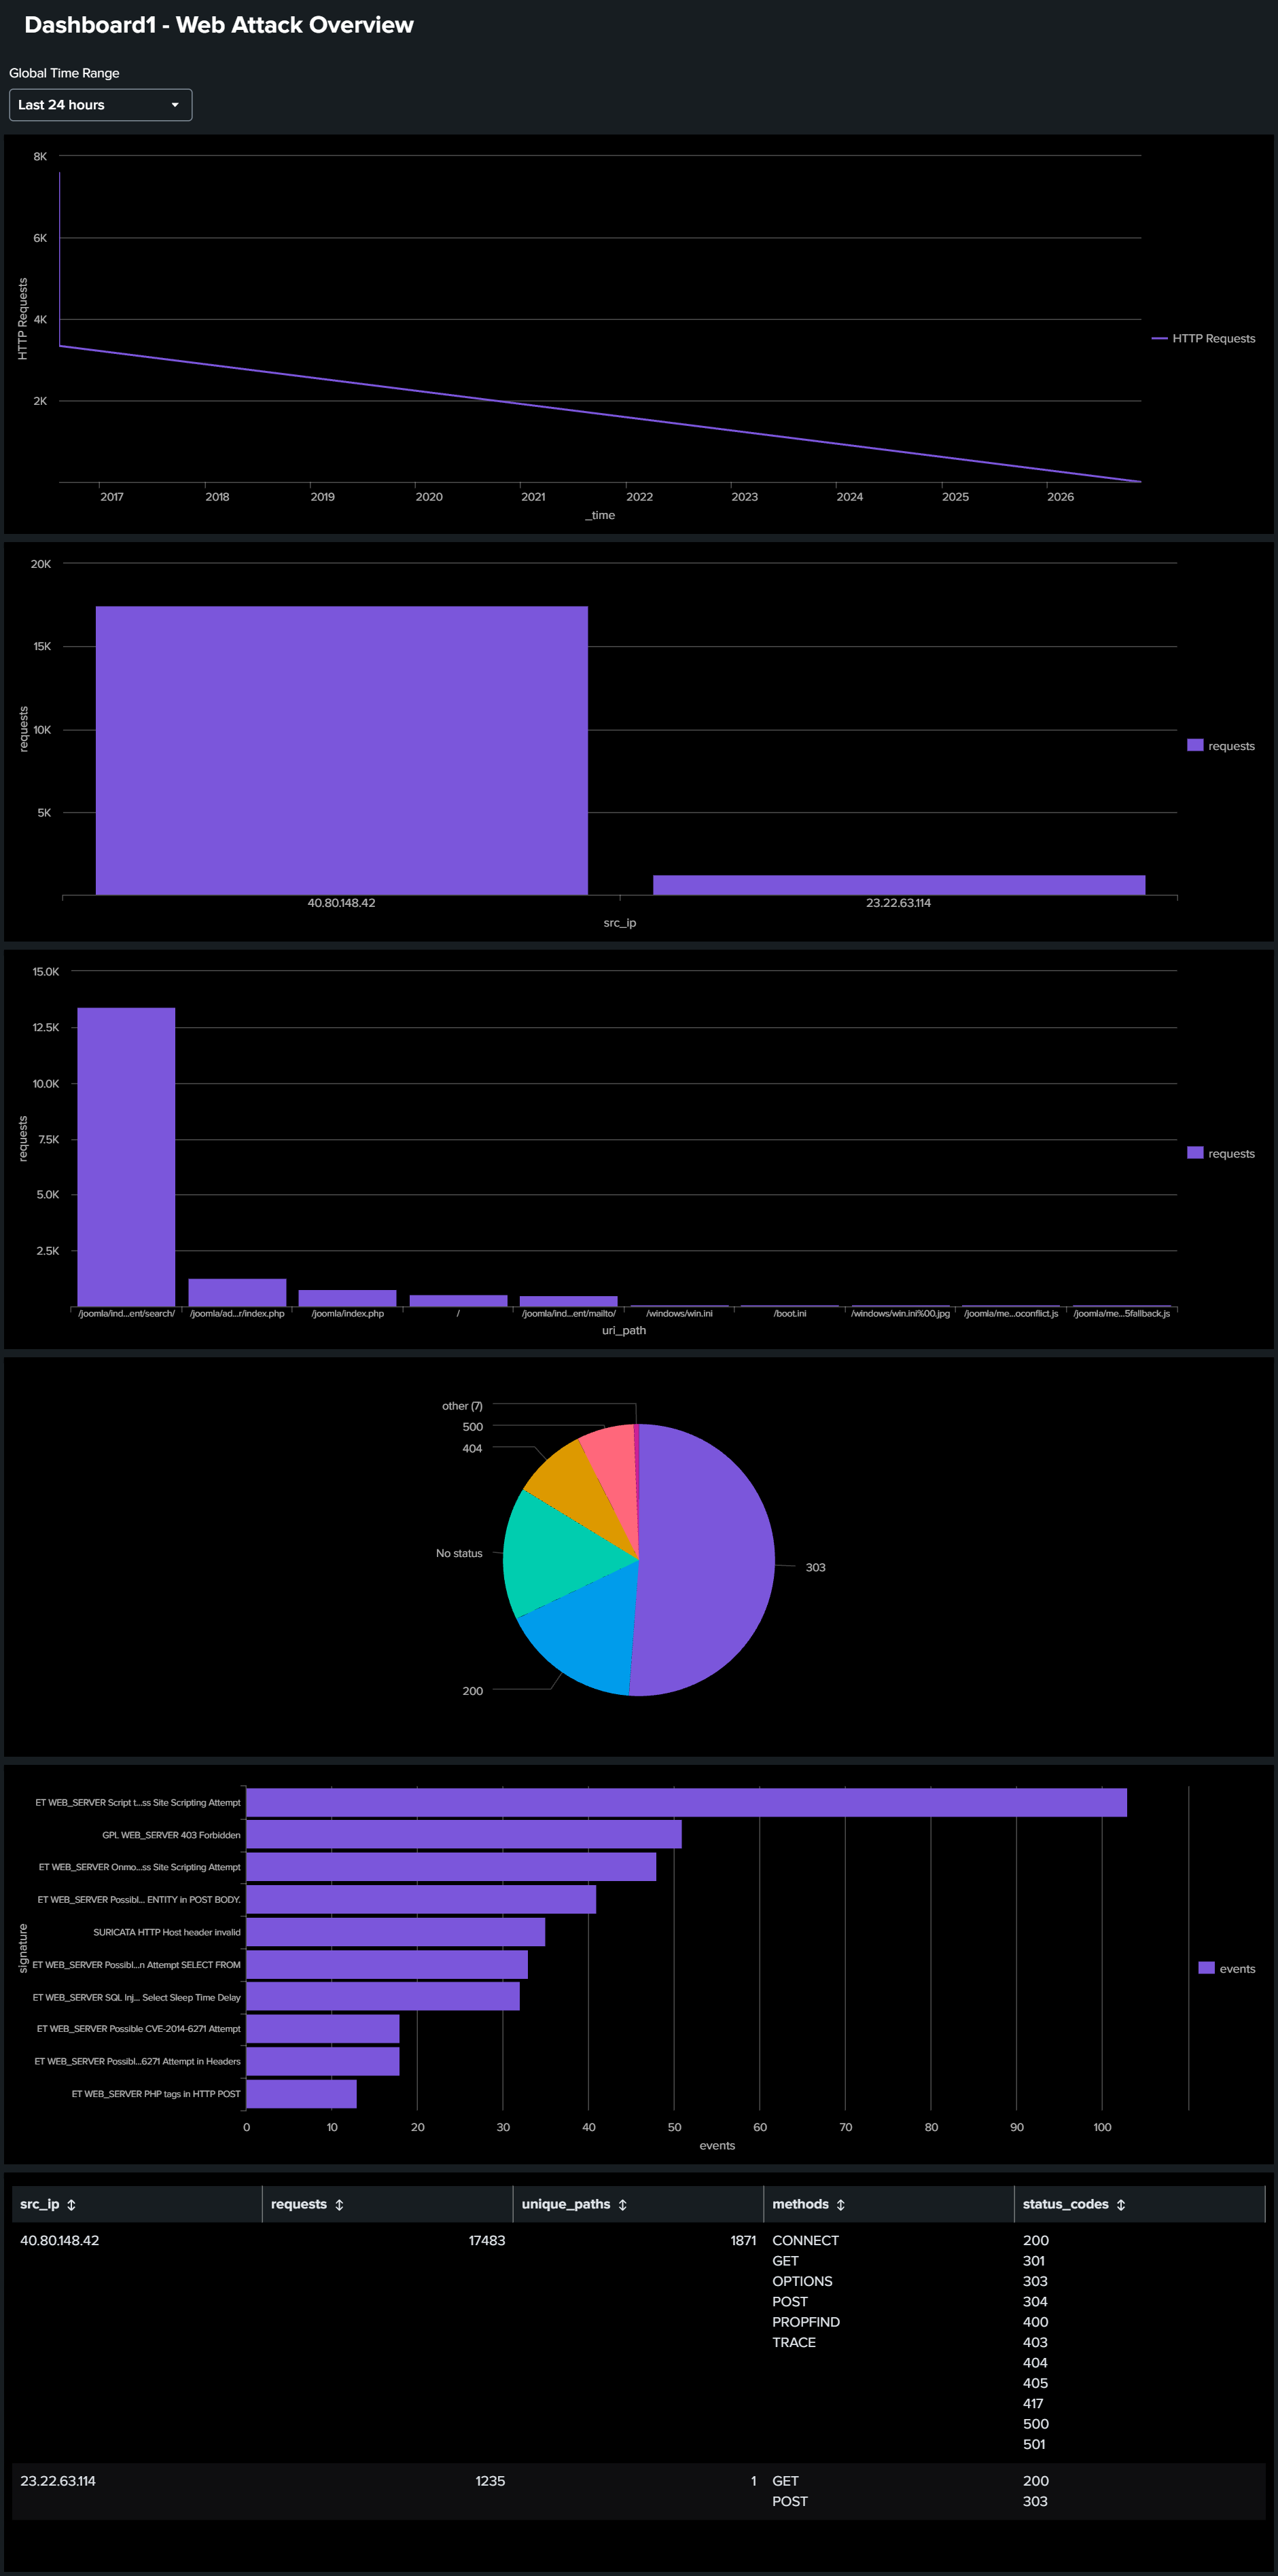 Dashboard1 - Web Attack Overview
Global Time Range
Last 24 hours
8K
6K
4K
2K
HTTP Requests
2017 2018 2019 2020 2021 2022 2023 2024 2025 2026
_time
HTTP Requests
20K
15K
10K
5K
requests
40.80.148.42 23.22.63.114
src_ip
requests
15.0K
12.5K
10.0K
7.5K
5.0K
2.5K
requests
/joomla/ind...ent/search/ /joomla/ad...r/index.php /joomla/index.php / /joomla/ind...ent/mailto/ /windows/win.ini /boot.ini /windows/win.ini%00.jpg /joomla/me...oconflict.js /joomla/me...5fallback.js
uri_path
requests
other (7)
500
404
No status
303
200
ET WEB_SERVER Script t...ss Site Scripting Attempt
GPL WEB_SERVER 403 Forbidden
ET WEB_SERVER Onmo...ss Site Scripting Attempt
ET WEB_SERVER Possibl... ENTITY in POST BODY.
SURICATA HTTP Host header invalid
ET WEB_SERVER Possibl...n Attempt SELECT FROM
ET WEB_SERVER SQL Inj... Select Sleep Time Delay
ET WEB_SERVER Possible CVE-2014-6271 Attempt
ET WEB_SERVER Possibl...6271 Attempt in Headers
ET WEB_SERVER PHP tags in HTTP POST
signature
0 10 20 30 40 50 60 70 80 90 100
events
events
src_ip requests unique_paths methods status_codes
40.80.148.42 17483 1871 CONNECT 200
GET 301
OPTIONS 303
POST 304
PROPFIND 400
TRACE 403
404
405
417
500
501
23.22.63.114 1235 1 GET 200
POST 303